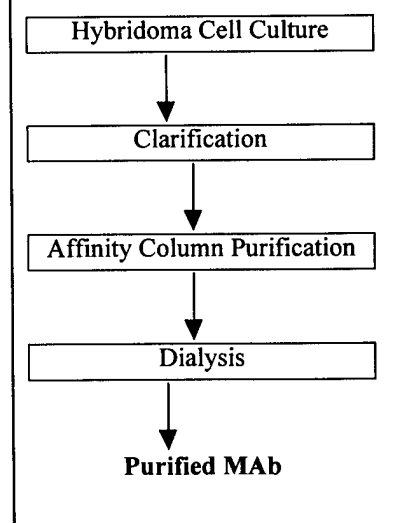 Hybridoma Cell Culture
Clarification
Affinity Column Purification
Dialysis
Purified MAb